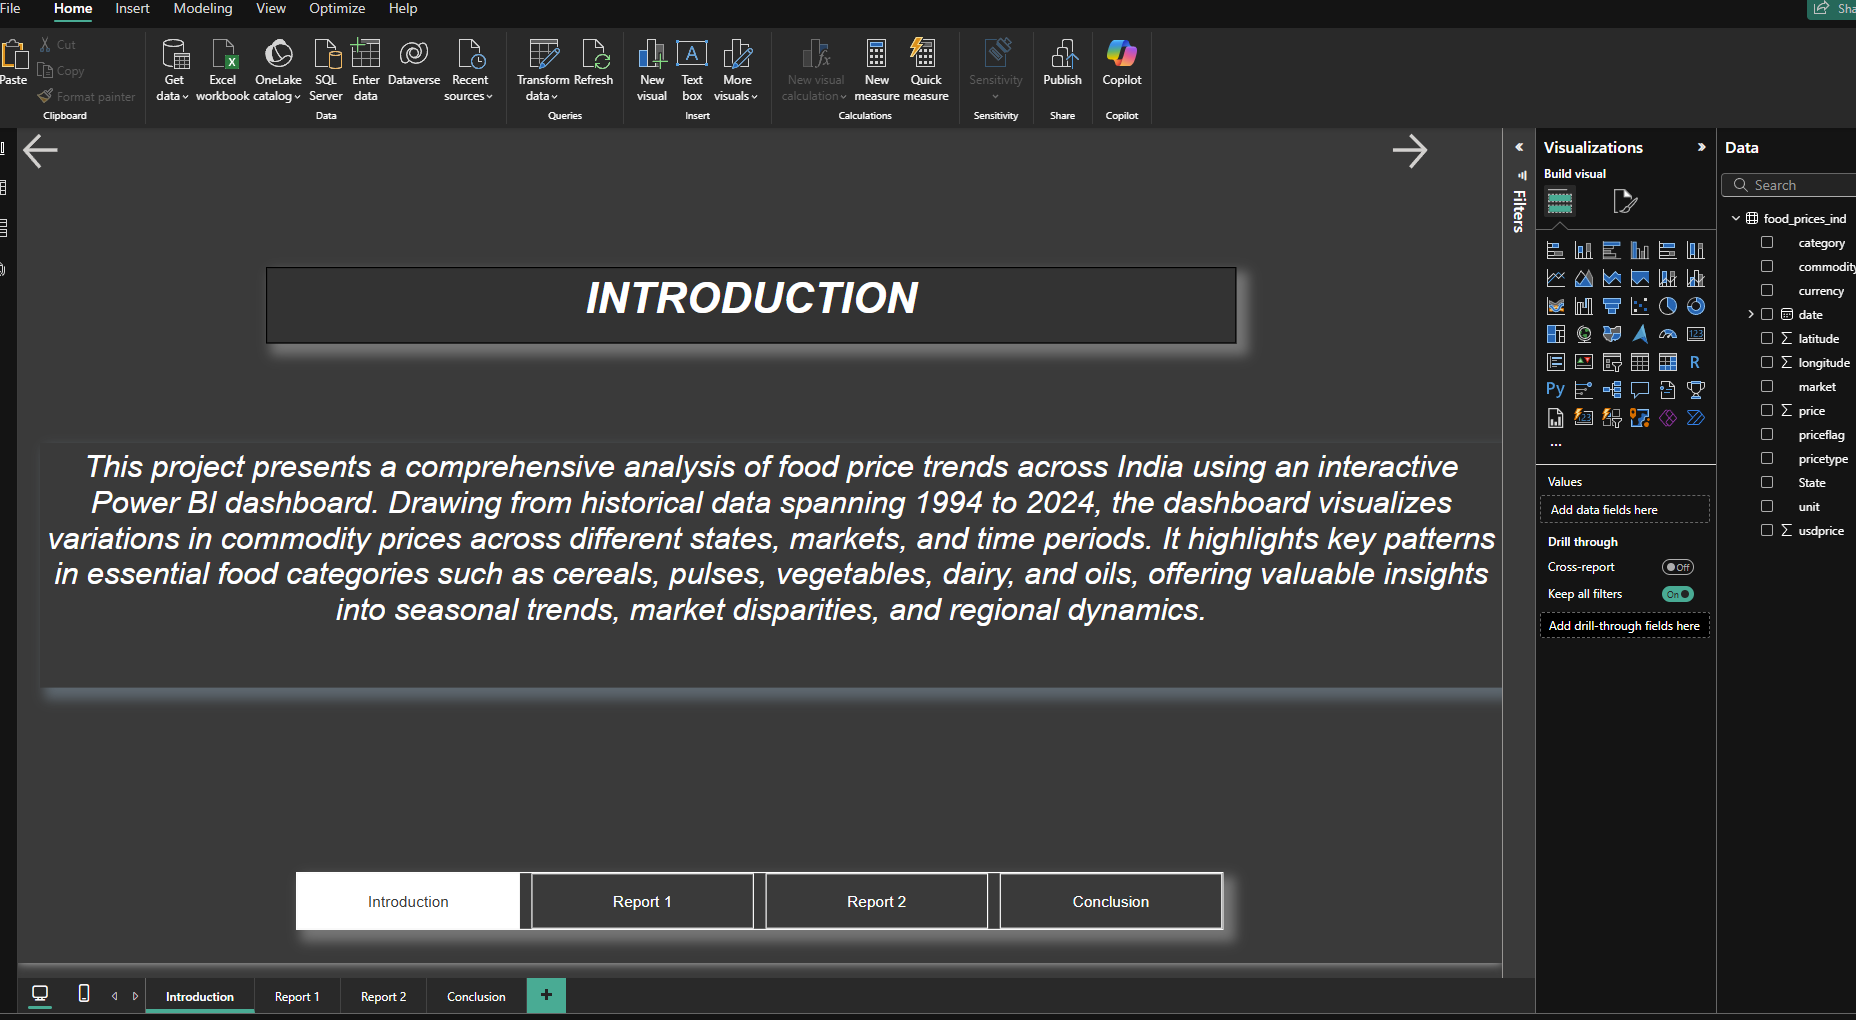 File Home Insert Modeling View Optimize Help
Sha
Paste
Cut
Copy
Format painter
Clipboard
Get data
Excel workbook
OneLake catalog
SQL Server
Enter data
Dataverse
Recent sources
Data
Transform data
Refresh
Queries
New visual
Text box
More visuals
Insert
New visual calculation
New measure
Quick measure
Calculations
Sensitivity
Sensitivity
Publish
Share
Copilot
Copilot
INTRODUCTION
This project presents a comprehensive analysis of food price trends across India using an interactive
Power BI dashboard. Drawing from historical data spanning 1994 to 2024, the dashboard visualizes
variations in commodity prices across different states, markets, and time periods. It highlights key patterns
in essential food categories such as cereals, pulses, vegetables, dairy, and oils, offering valuable insights
into seasonal trends, market disparities, and regional dynamics.
Introduction Report 1 Report 2 Conclusion
Introduction Report 1 Report 2 Conclusion +
Filters
Visualizations
Build visual
123
R
Py
123
...
Values
Add data fields here
Drill through
Cross-report Off
Keep all filters On
Add drill-through fields here
Data
Search
food_prices_ind
category
commodity
currency
date
latitude
longitude
market
price
priceflag
pricetype
State
unit
usdprice